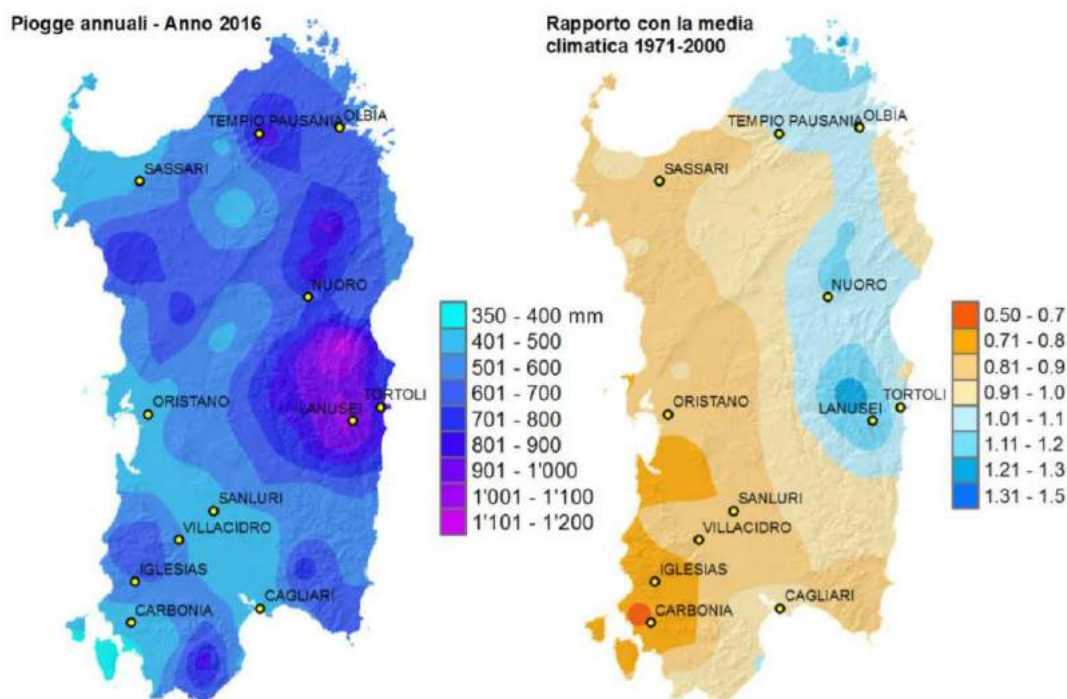 Piogge annuali - Anno 2016
TEMPIO PAUSANIA
OLBIA
SASSARI
NUORO
ORISTANO
TORTOLI
LANUSEI
SANLURI
VILLACIDRO
IGLESIAS
CARBONIA
CAGLIARI
350 - 400 mm
401 - 500
501 - 600
601 - 700
701 - 800
801 - 900
901 - 1'000
1'001 - 1'100
1'101 - 1'200
Rapporto con la media
climatica 1971-2000
TEMPIO PAUSANIA
OLBIA
SASSARI
NUORO
ORISTANO
TORTOLI
LANUSEI
SANLURI
VILLACIDRO
IGLESIAS
CARBONIA
CAGLIARI
0.50 - 0.7
0.71 - 0.8
0.81 - 0.9
0.91 - 1.0
1.01 - 1.1
1.11 - 1.2
1.21 - 1.3
1.31 - 1.5